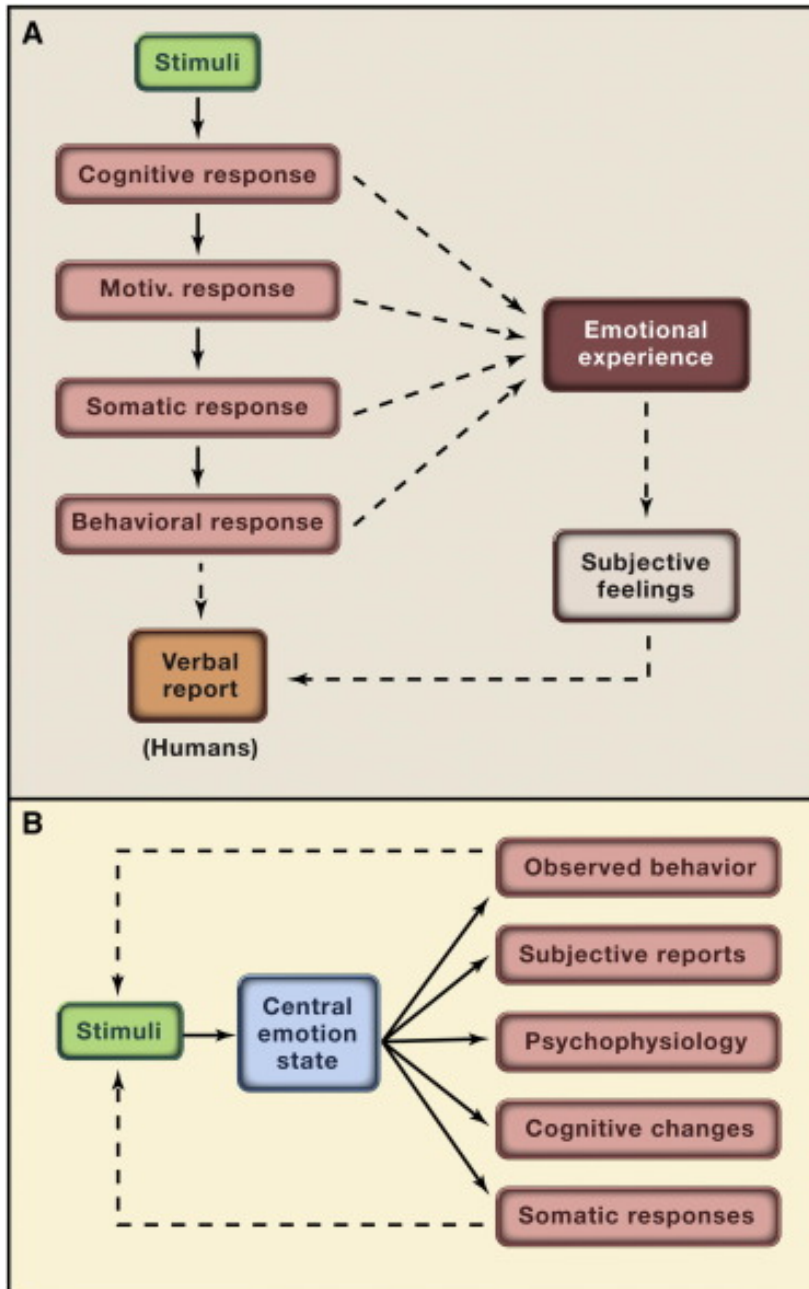 A
Stimuli
Cognitive response
Motiv. response
Somatic response
Behavioral response
Emotional
experience
Subjective
feelings
Verbal
report
(Humans)
B
Observed behavior
Subjective reports
Stimuli
Central
emotion
state
Psychophysiology
Cognitive changes
Somatic responses